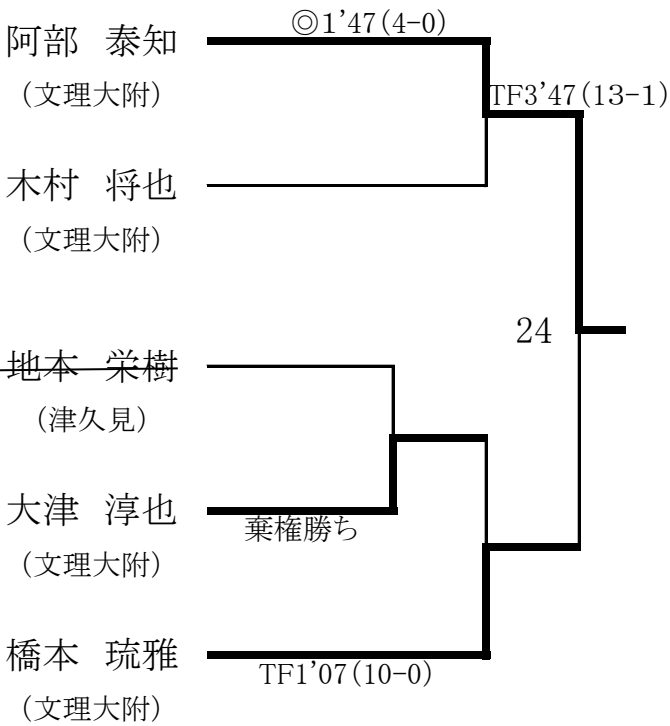 ◎1’47(4-0)
阿部 泰知
(文理大附)
TF3’47(13-1)
木村 将也
(文理大附)
24
地本 栄樹
(津久見)
大津 淳也
棄権勝ち
(文理大附)
橋本 琉雅
TF1’07(10-0)
(文理大附)